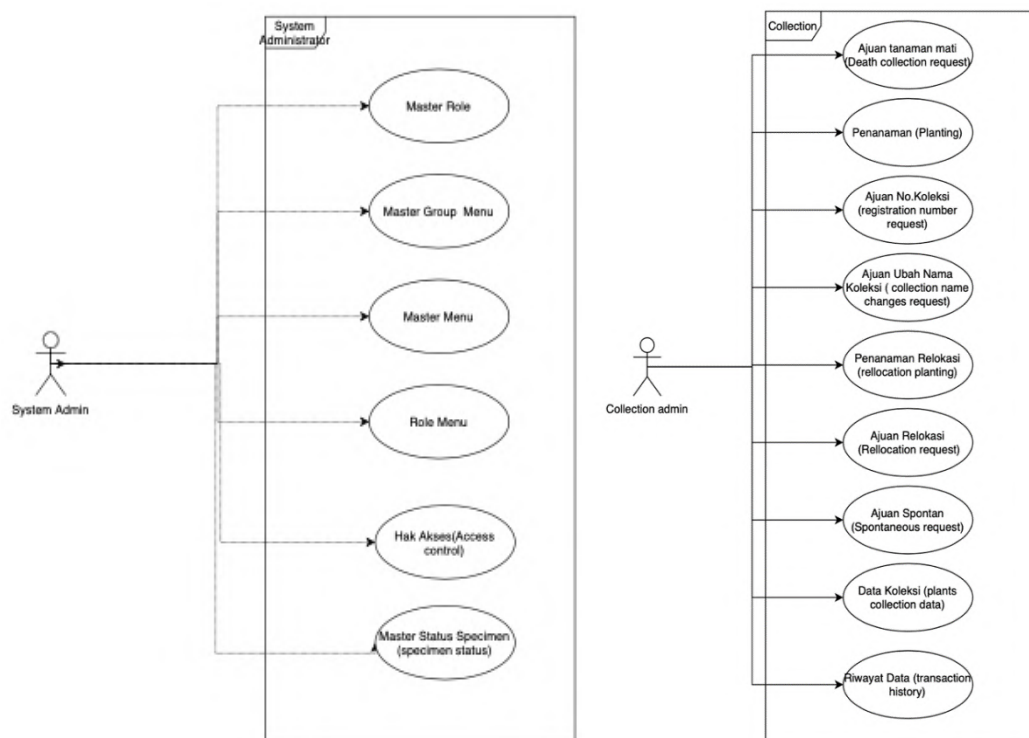 System
Administrator
Master Role
Master Group Menu
Master Menu
Role Menu
Hak Akses(Access
control)
Master Status Specimen
(specimen status)
System Admin
Collection
Ajuan tanaman mati
(Death collection request)
Penanaman (Planting)
Ajuan No.Koleksi
(registration number
request)
Ajuan Ubah Nama
Koleksi ( collection name
changes request)
Penanaman Relokasi
(rellocation planting)
Ajuan Relokasi
(Rellocation request)
Ajuan Spontan
(Spontaneous request)
Data Koleksi (plants
collection data)
Riwayat Data (transaction
history)
Collection admin